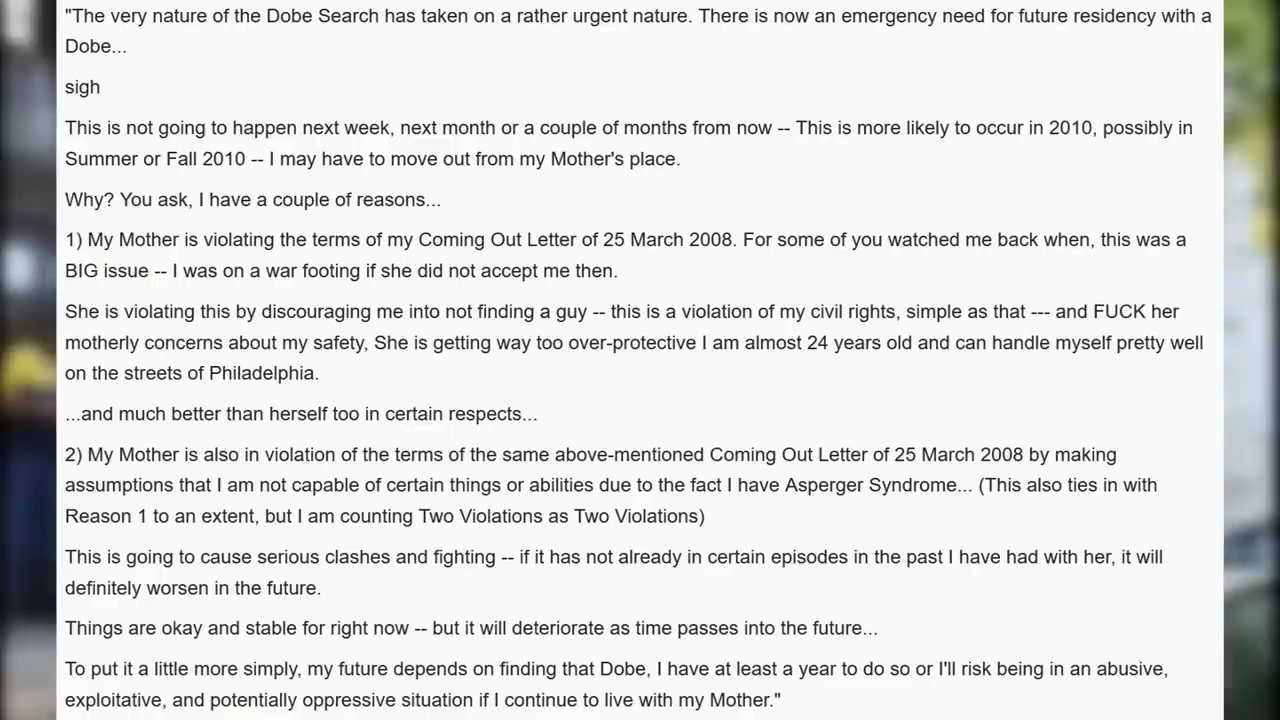 "The very nature of the Dobe Search has taken on a rather urgent nature. There is now an emergency need for future residency with a
Dobe...
sigh
This is not going to happen next week, next month or a couple of months from now -- This is more likely to occur in 2010, possibly in
Summer or Fall 2010 -- I may have to move out from my Mother's place.
Why? You ask, I have a couple of reasons...
1) My Mother is violating the terms of my Coming Out Letter of 25 March 2008. For some of you watched me back when, this was a
BIG issue -- I was on a war footing if she did not accept me then.
She is violating this by discouraging me into not finding a guy -- this is a violation of my civil rights, simple as that --- and FUCK her
motherly concerns about my safety, She is getting way too over-protective I am almost 24 years old and can handle myself pretty well
on the streets of Philadelphia.
...and much better than herself too in certain respects...
2) My Mother is also in violation of the terms of the same above-mentioned Coming Out Letter of 25 March 2008 by making
assumptions that I am not capable of certain things or abilities due to the fact I have Asperger Syndrome... (This also ties in with
Reason 1 to an extent, but I am counting Two Violations as Two Violations)
This is going to cause serious clashes and fighting -- if it has not already in certain episodes in the past I have had with her, it will
definitely worsen in the future.
Things are okay and stable for right now -- but it will deteriorate as time passes into the future...
To put it a little more simply, my future depends on finding that Dobe, I have at least a year to do so or I'll risk being in an abusive,
exploitative, and potentially oppressive situation if I continue to live with my Mother."